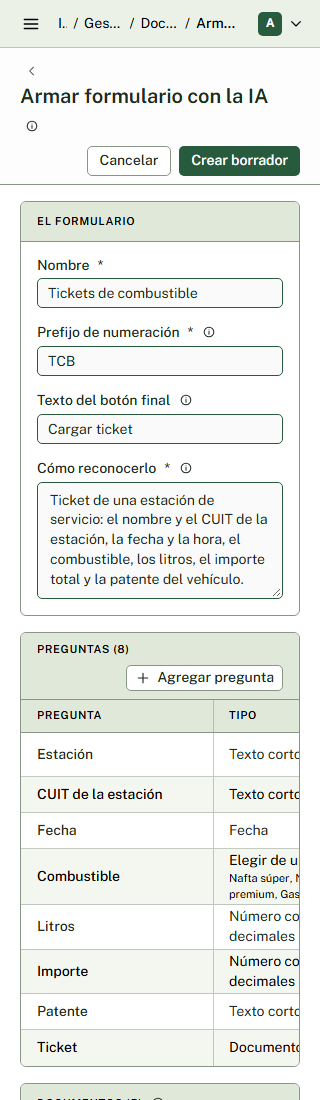 I.. / Ges... / Doc... / Arm... A
Armar formulario con la IA
Cancelar Crear borrador
EL FORMULARIO
Nombre *
Tickets de combustible
Prefijo de numeración *
TCB
Texto del botón final
Cargar ticket
Cómo reconocerlo *
Ticket de una estación de
servicio: el nombre y el CUIT de la
estación, la fecha y la hora, el
combustible, los litros, el importe
total y la patente del vehículo.
PREGUNTAS (8)
+ Agregar pregunta
PREGUNTA TIPO
Estación Texto corto
CUIT de la estación Texto corto
Fecha Fecha
Combustible Elegir de u
Nafta súper, N
premium, Gas
Litros Número co
decimales
Importe Número co
decimales
Patente Texto corto
Ticket Documento